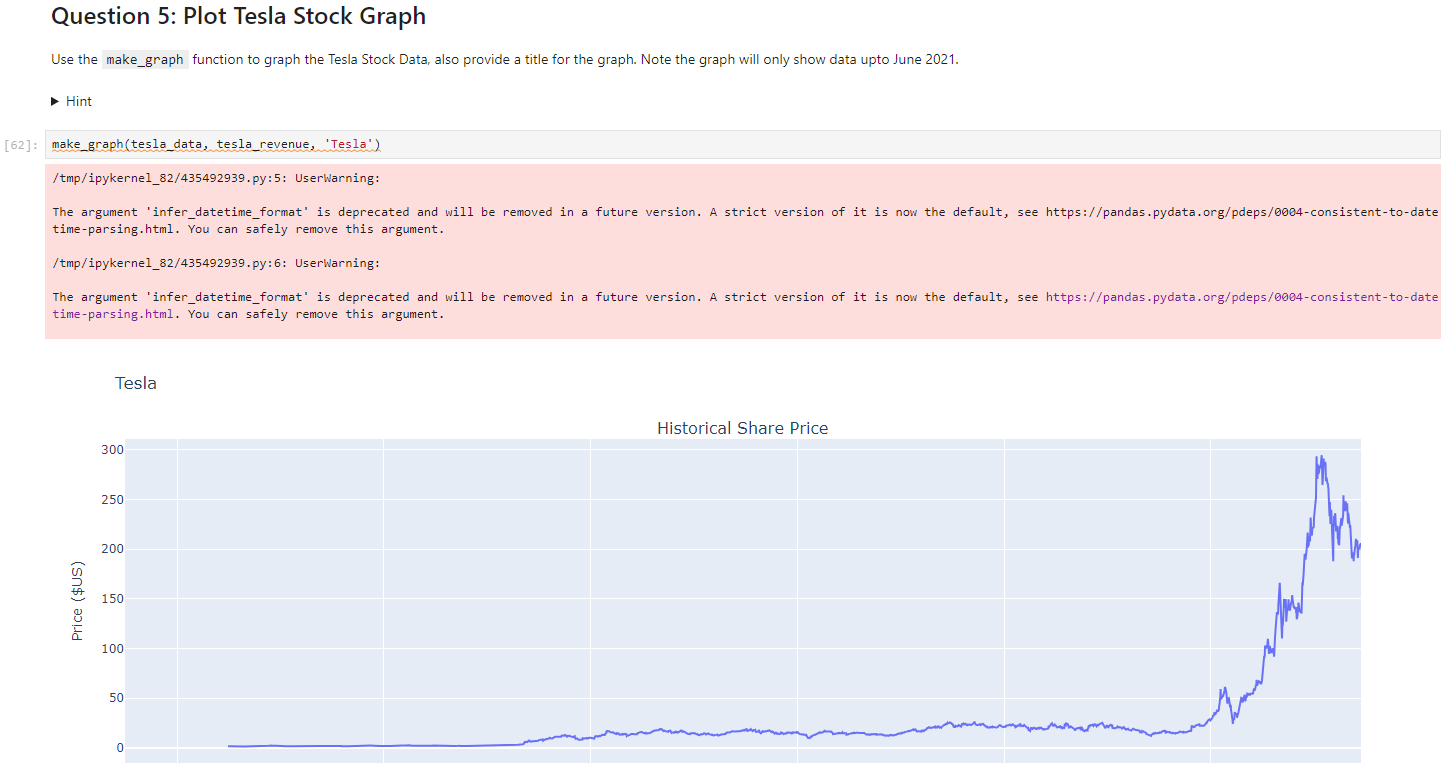 Question 5: Plot Tesla Stock Graph
Use the make_graph function to graph the Tesla Stock Data, also provide a title for the graph. Note the graph will only show data upto June 2021.
▶ Hint
[62]: make_graph(tesla_data, tesla_revenue, 'Tesla')
/tmp/ipykernel_82/435492939.py:5: UserWarning:
The argument 'infer_datetime_format' is deprecated and will be removed in a future version. A strict version of it is now the default, see https://pandas.pydata.org/pdeps/0004-consistent-to-date
time-parsing.html. You can safely remove this argument.
/tmp/ipykernel_82/435492939.py:6: UserWarning:
The argument 'infer_datetime_format' is deprecated and will be removed in a future version. A strict version of it is now the default, see https://pandas.pydata.org/pdeps/0004-consistent-to-date
time-parsing.html. You can safely remove this argument.
Tesla
Historical Share Price
300
250
200
150
100
50
0
Price ($US)